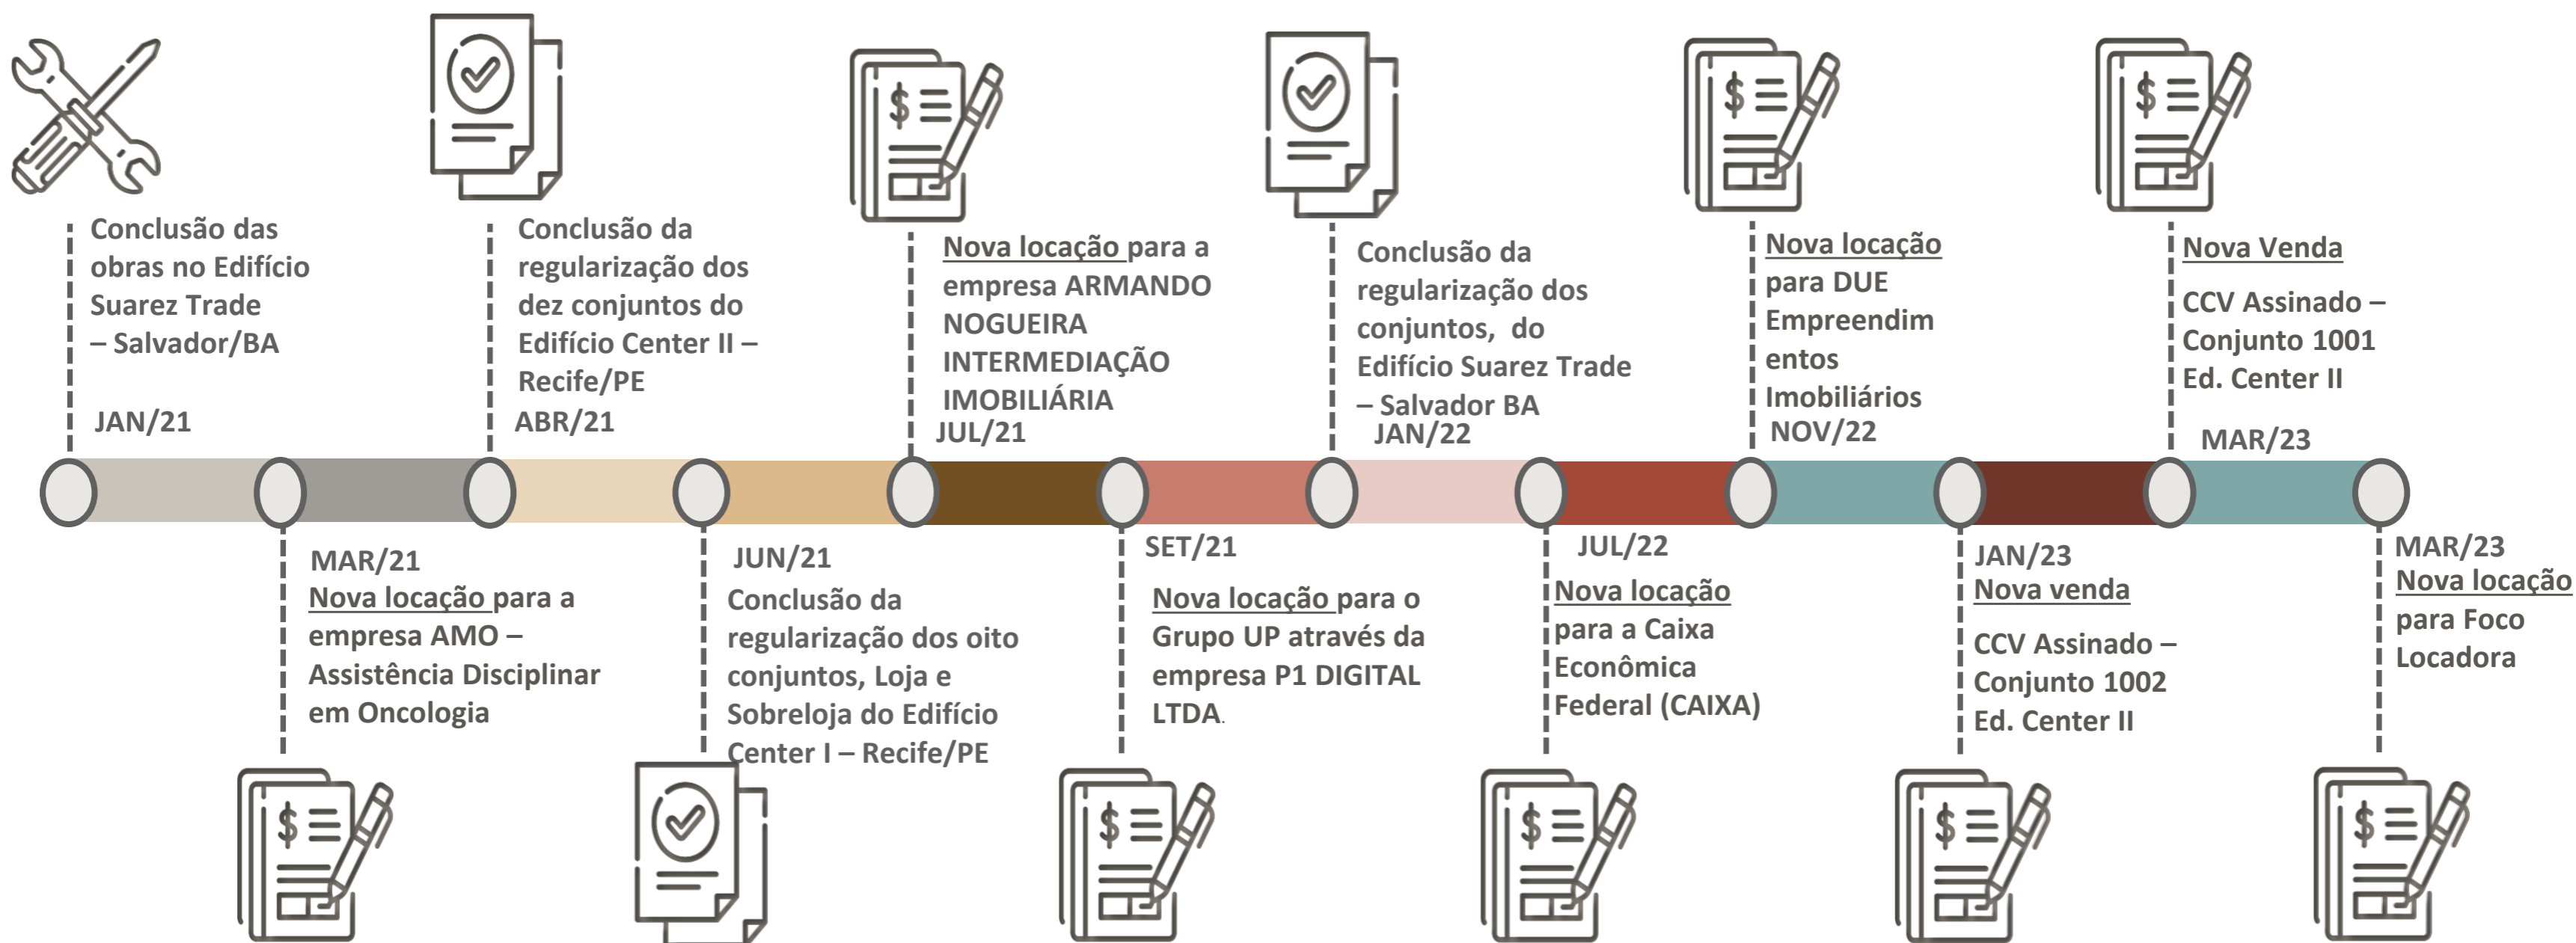 Conclusão das
obras no Edifício
Suarez Trade
– Salvador/BA
JAN/21
Conclusão da
regularização dos
dez conjuntos do
Edifício Center II –
Recife/PE
ABR/21
$
Nova locação para a
empresa ARMANDO
NOGUEIRA
INTERMEDIAÇÃO
IMOBILIÁRIA
JUL/21
Conclusão da
regularização dos
conjuntos, do
Edifício Suarez Trade
– Salvador BA
JAN/22
$
Nova locação
para DUE
Empreendim
entos
Imobiliários
NOV/22
$
Nova Venda
CCV Assinado –
Conjunto 1001
Ed. Center II
MAR/23
MAR/21
Nova locação para a
empresa AMO –
Assistência Disciplinar
em Oncologia
$
JUN/21
Conclusão da
regularização dos oito
conjuntos, Loja e
Sobreloja do Edifício
Center I – Recife/PE
SET/21
Nova locação para o
Grupo UP através da
empresa P1 DIGITAL
LTDA.
$
JUL/22
Nova locação
para a Caixa
Econômica
Federal (CAIXA)
$
JAN/23
Nova venda
CCV Assinado –
Conjunto 1002
Ed. Center II
$
MAR/23
Nova locação
para Foco
Locadora
$